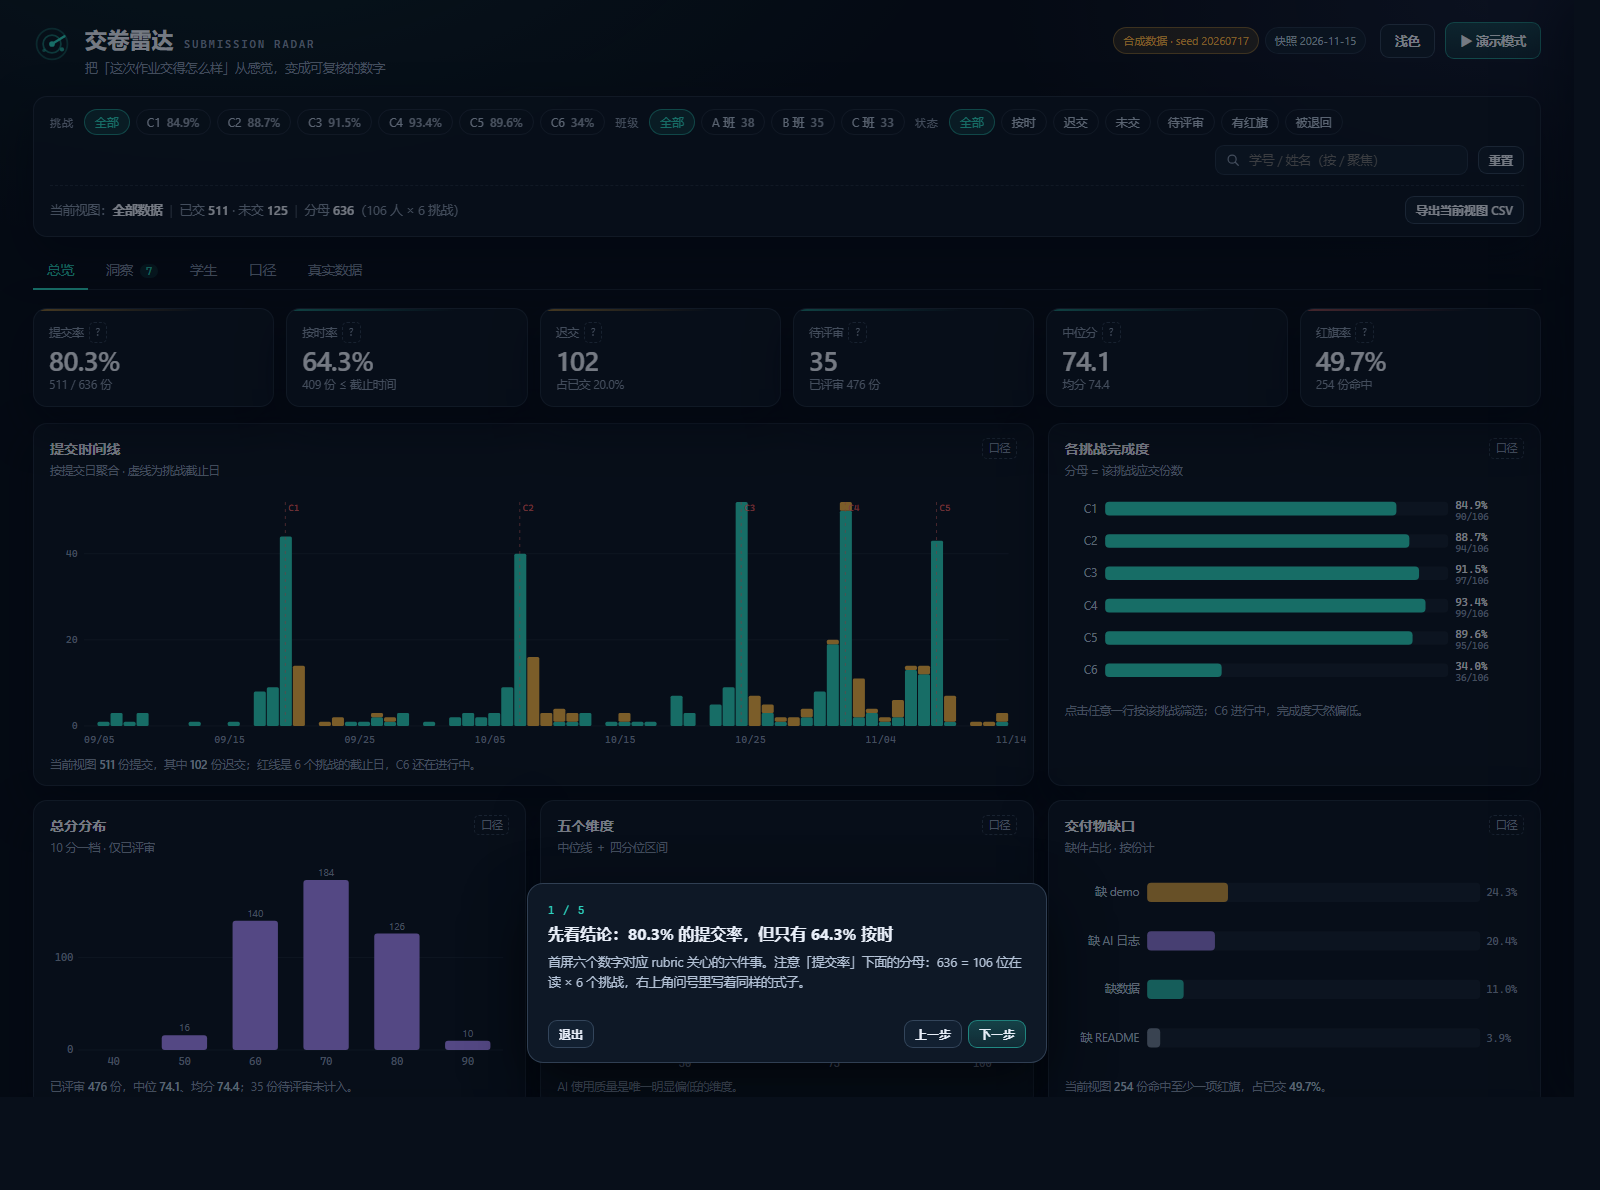 交卷雷达 SUBMISSION RADAR
把「这次作业交得怎么样」从感觉，变成可复核的数字
合成数据 · seed 20260717
快照 2026-11-15
浅色
▶ 演示模式
挑战 全部 C1 84.9% C2 88.7% C3 91.5% C4 93.4% C5 89.6% C6 34% 班级 全部 A 班 38 B 班 35 C 班 33 状态 全部 按时 迟交 未交 待评审 有红旗 被退回
学号 / 姓名（按 / 聚焦） 重置
当前视图：全部数据 | 已交 511 · 未交 125 | 分母 636（106 人 × 6 挑战）
导出当前视图 CSV
总览 洞察 7 学生 口径 真实数据
提交率 ?
80.3%
511 / 636 份
按时率 ?
64.3%
409 份 ≤ 截止时间
迟交 ?
102
占已交 20.0%
待评审 ?
35
已评审 476 份
中位分 ?
74.1
均分 74.4
红旗率 ?
49.7%
254 份命中
提交时间线 口径
按提交日聚合 · 虚线为挑战截止日
C1 C2 C3 C4 C5
40
20
0
09/05 09/15 09/25 10/05 10/15 10/25 11/04 11/14
当前视图 511 份提交，其中 102 份迟交；红线是 6 个挑战的截止日，C6 还在进行中。
各挑战完成度 口径
分母 = 该挑战应交份数
C1 84.9% 90/106
C2 88.7% 94/106
C3 91.5% 97/106
C4 93.4% 99/106
C5 89.6% 95/106
C6 34.0% 36/106
点击任意一行按该挑战筛选；C6 进行中，完成度天然偏低。
总分分布 口径
10 分一档 · 仅已评审
184
140
126
100
16
10
0
40 50 60 70 80 90
已评审 476 份，中位 74.1、均分 74.4；35 份待评审未计入。
五个维度 口径
中位线 + 四分位区间
AI 使用质量是唯一明显偏低的维度。
交付物缺口 口径
缺件占比 · 按份计
缺 demo 24.3%
缺 AI 日志 20.4%
缺数据 11.0%
缺 README 3.9%
当前视图 254 份命中至少一项红旗，占已交 49.7%。
1 / 5
先看结论：80.3% 的提交率，但只有 64.3% 按时
首屏六个数字对应 rubric 关心的六件事。注意「提交率」下面的分母：636 = 106 位在
读 × 6 个挑战，右上角问号里写着同样的式子。
退出 上一步 下一步